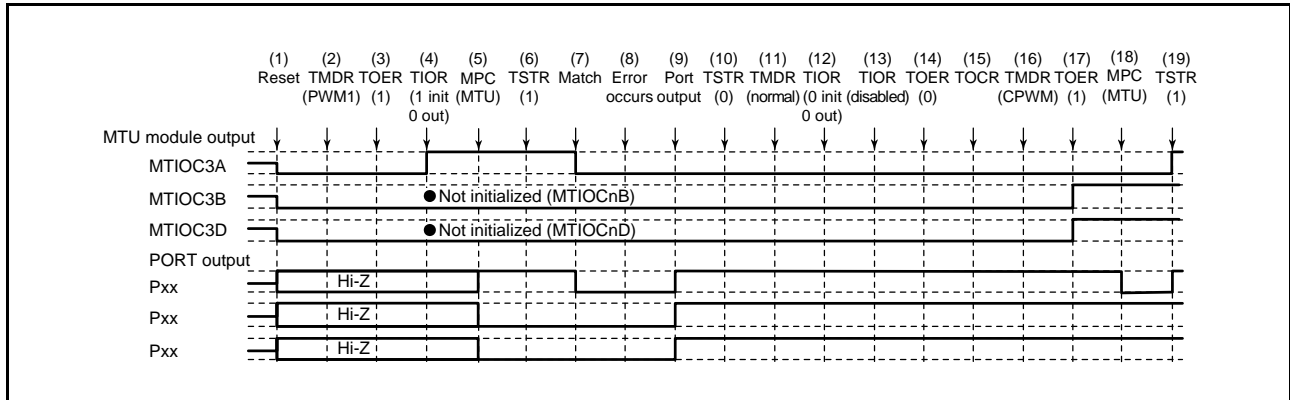 (1) (2) (3) (4) (5) (6) (7) (8) (9) (10) (11) (12) (13) (14) (15) (16) (17) (18) (19)
Reset TMDR TOER TIOR MPC TSTR Match Error Port TSTR TMDR TIOR TIOR TOER TOCR TMDR TOER MPC TSTR
(PWM1) (1) (1 init (MTU) (1) occurs output (0) (normal) (0 init (disabled) (0) (CPWM) (1) (MTU) (1)
0 out) 0 out)
MTU module output
MTIOC3A
MTIOC3B ●Not initialized (MTIOCnB)
MTIOC3D ●Not initialized (MTIOCnD)
PORT output
Pxx Hi-Z
Pxx Hi-Z
Pxx Hi-Z